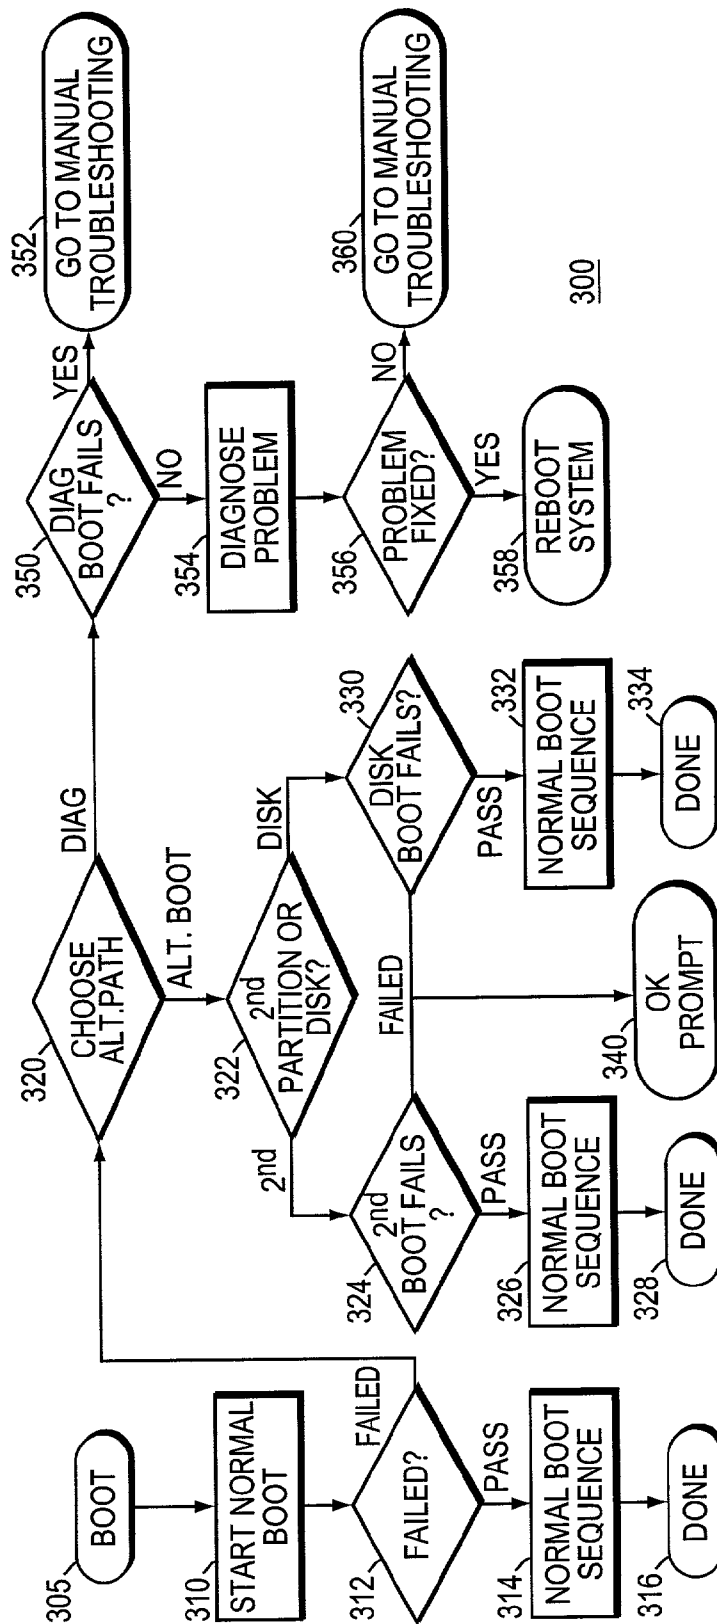 305
BOOT
310
START NORMAL
BOOT
312
FAILED?
FAILED
PASS
314
NORMAL BOOT
SEQUENCE
316
DONE
320
CHOOSE
ALT.PATH
DIAG
ALT. BOOT
322
2nd
PARTITION OR
DISK?
2nd
DISK
324
2nd
BOOT FAILS
?
FAILED
PASS
326
NORMAL BOOT
SEQUENCE
328
DONE
340
OK
PROMPT
330
DISK
BOOT FAILS?
PASS
332
NORMAL BOOT
SEQUENCE
334
DONE
350
DIAG
BOOT FAILS
?
YES
NO
352
GO TO MANUAL
TROUBLESHOOTING
354
DIAGNOSE
PROBLEM
356
PROBLEM
FIXED?
NO
YES
358
REBOOT
SYSTEM
360
GO TO MANUAL
TROUBLESHOOTING
300